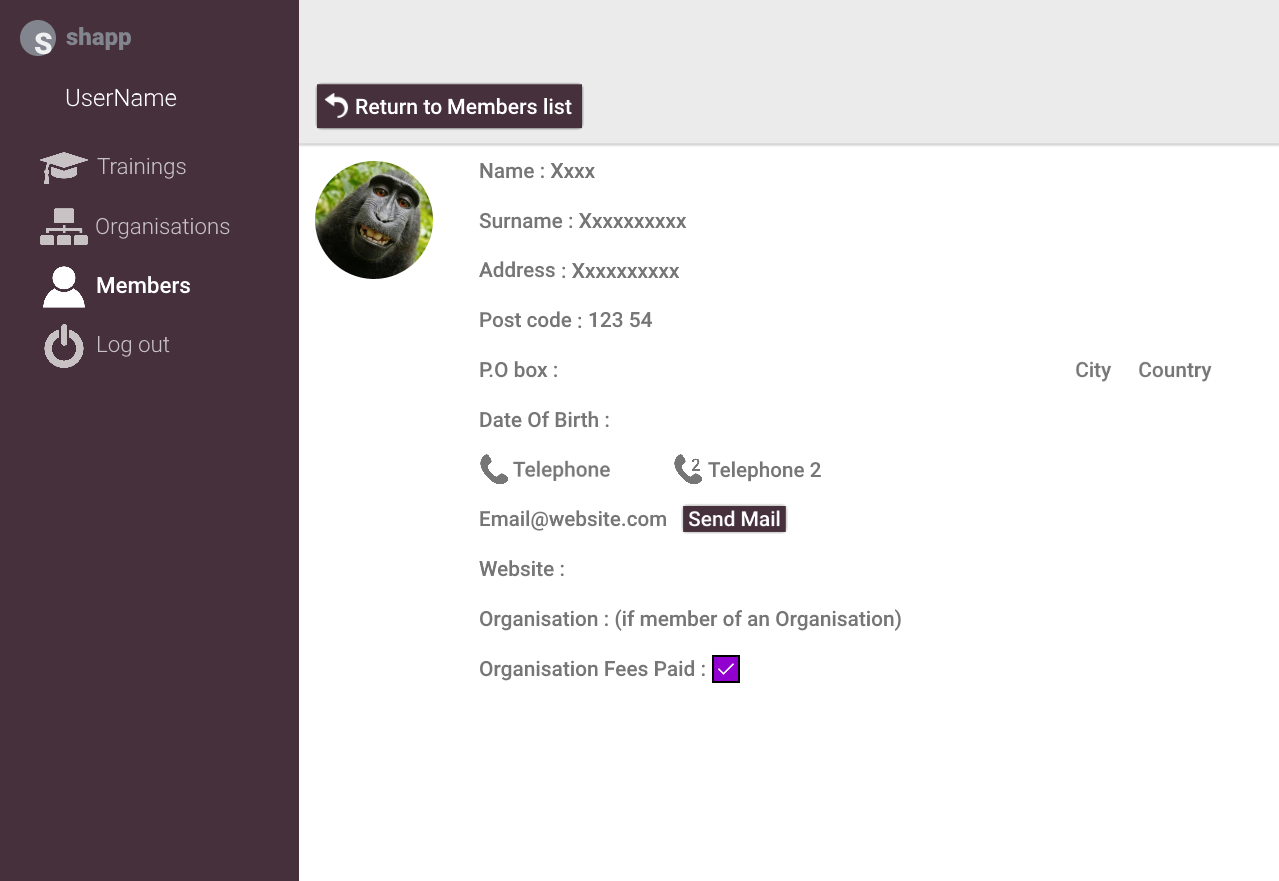 S shapp
UserName
Trainings
Organisations
Members
Log out
Return to Members list
Name : Xxxx
Surname : Xxxxxxxxxx
Address : Xxxxxxxxxx
Post code : 123 54
P.O box : City Country
Date Of Birth :
Telephone 2 Telephone 2
Email@website.com Send Mail
Website :
Organisation : (if member of an Organisation)
Organisation Fees Paid :